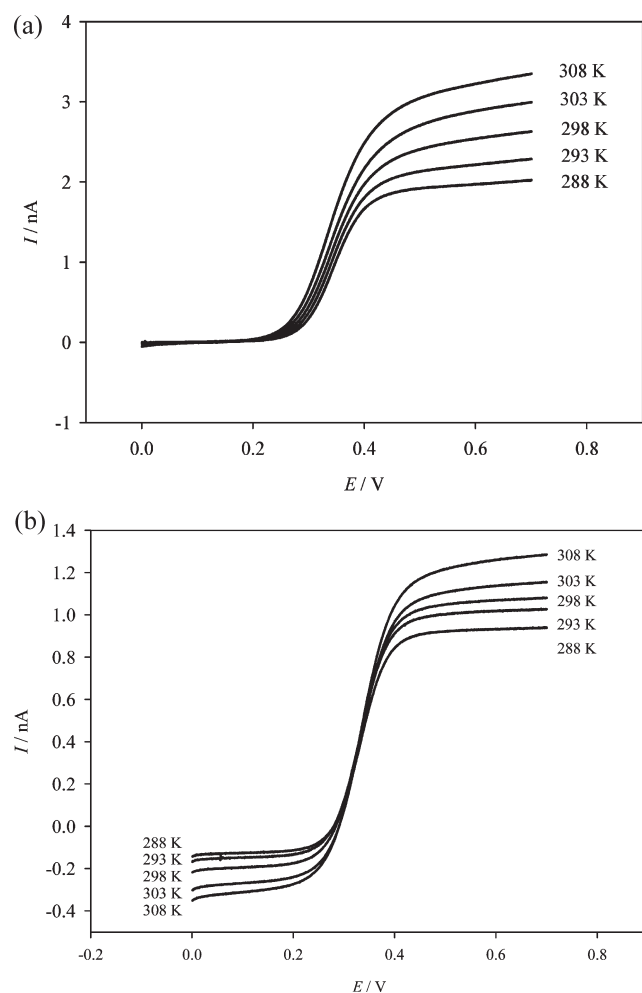 (a)
4
3
2
1
0
-1
I / nA
308 K
303 K
298 K
293 K
288 K
0.0 0.2 0.4 0.6 0.8
E / V
(b)
1.4
1.2
1.0
0.8
0.6
0.4
0.2
0.0
-0.2
-0.4
I / nA
308 K
303 K
298 K
293 K
288 K
288 K
293 K
298 K
303 K
308 K
-0.2 0.0 0.2 0.4 0.6 0.8
E / V